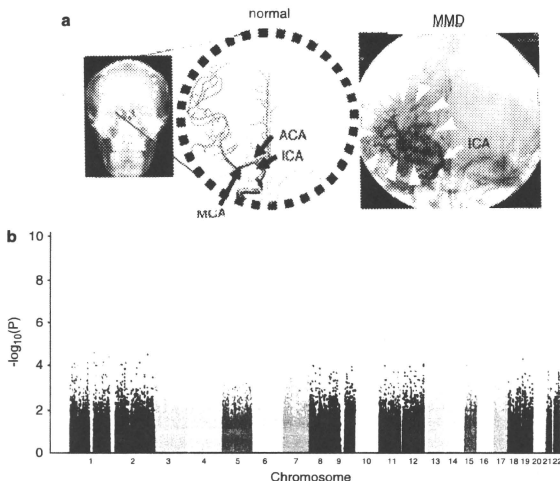 a
normal
MMD
ACA
ICA
MCA
ICA
b
10
8
6
4
2
0
-log10(P)
1 2 3 4 5 6 7 8 9 10 11 12 13 14 15 16 17 18 19 20 21 22
Chromosome